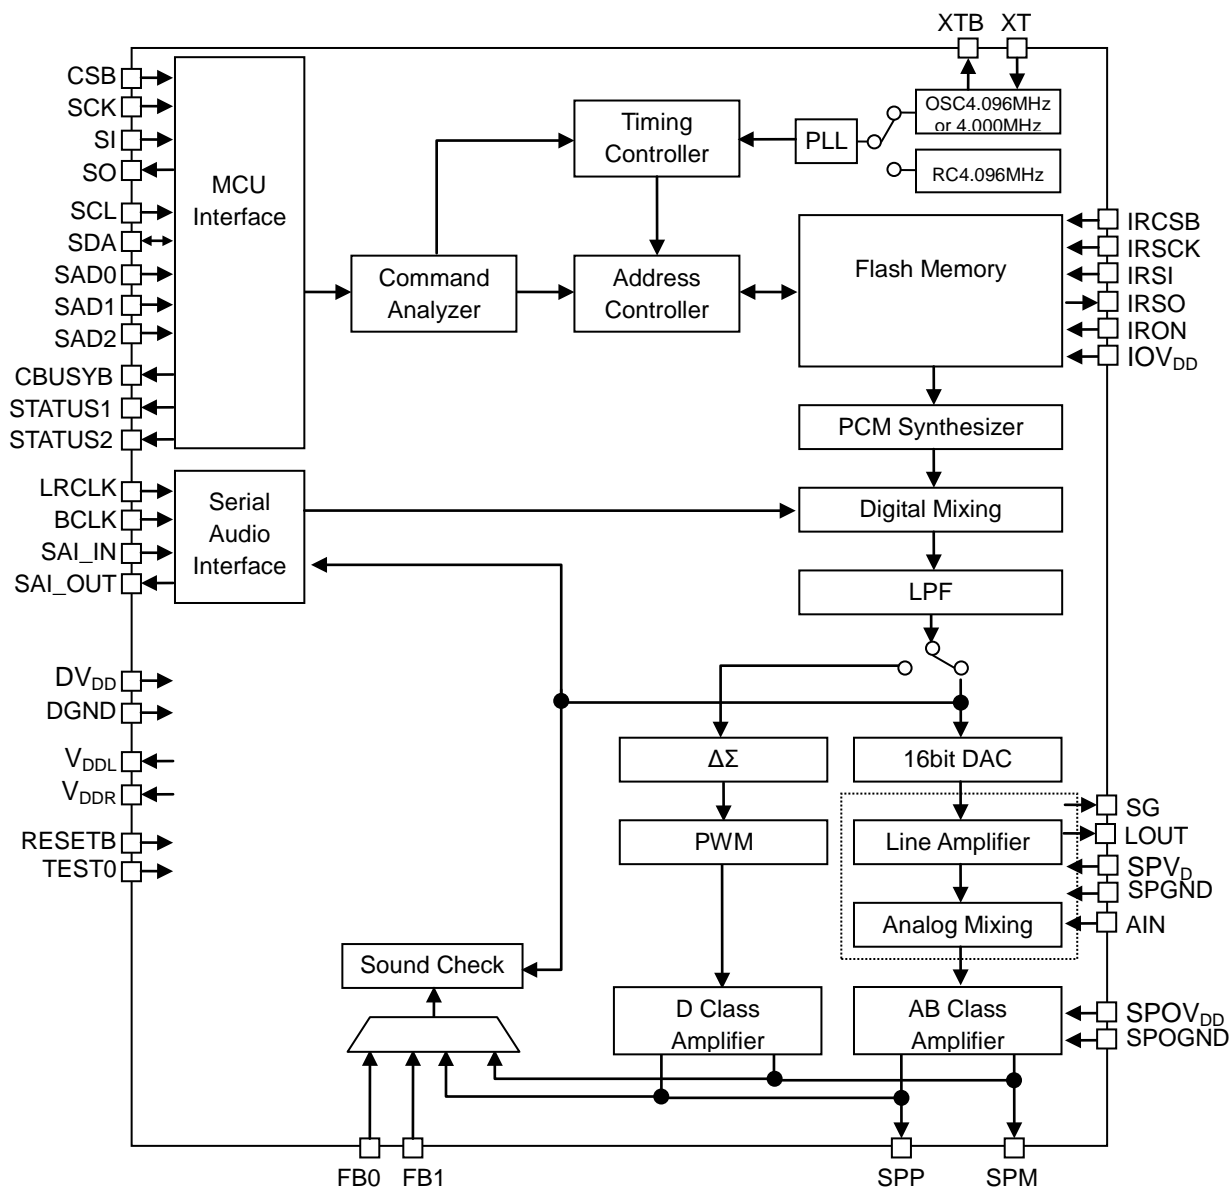 XTB XT
CSB
SCK
SI
SO
SCL
SDA
SAD0
SAD1
SAD2
CBUSYB
STATUS1
STATUS2
MCU
Interface
Timing
Controller
PLL
OSC4.096MHz
or 4.000MHz
RC4.096MHz
Command
Analyzer
Address
Controller
Flash Memory
IRCSB
IRSCK
IRSI
IRSO
IRON
IOVDD
PCM Synthesizer
LRCLK
BCLK
SAI_IN
SAI_OUT
Serial
Audio
Interface
Digital Mixing
LPF
DVDD
DGND
VDDL
VDDR
RESETB
TEST0
ΔΣ
16bit DAC
PWM
Line Amplifier
Analog Mixing
SG
LOUT
SPVD
SPGND
AIN
Sound Check
D Class
Amplifier
AB Class
Amplifier
SPOVDD
SPOGND
FB0 FB1
SPP SPM